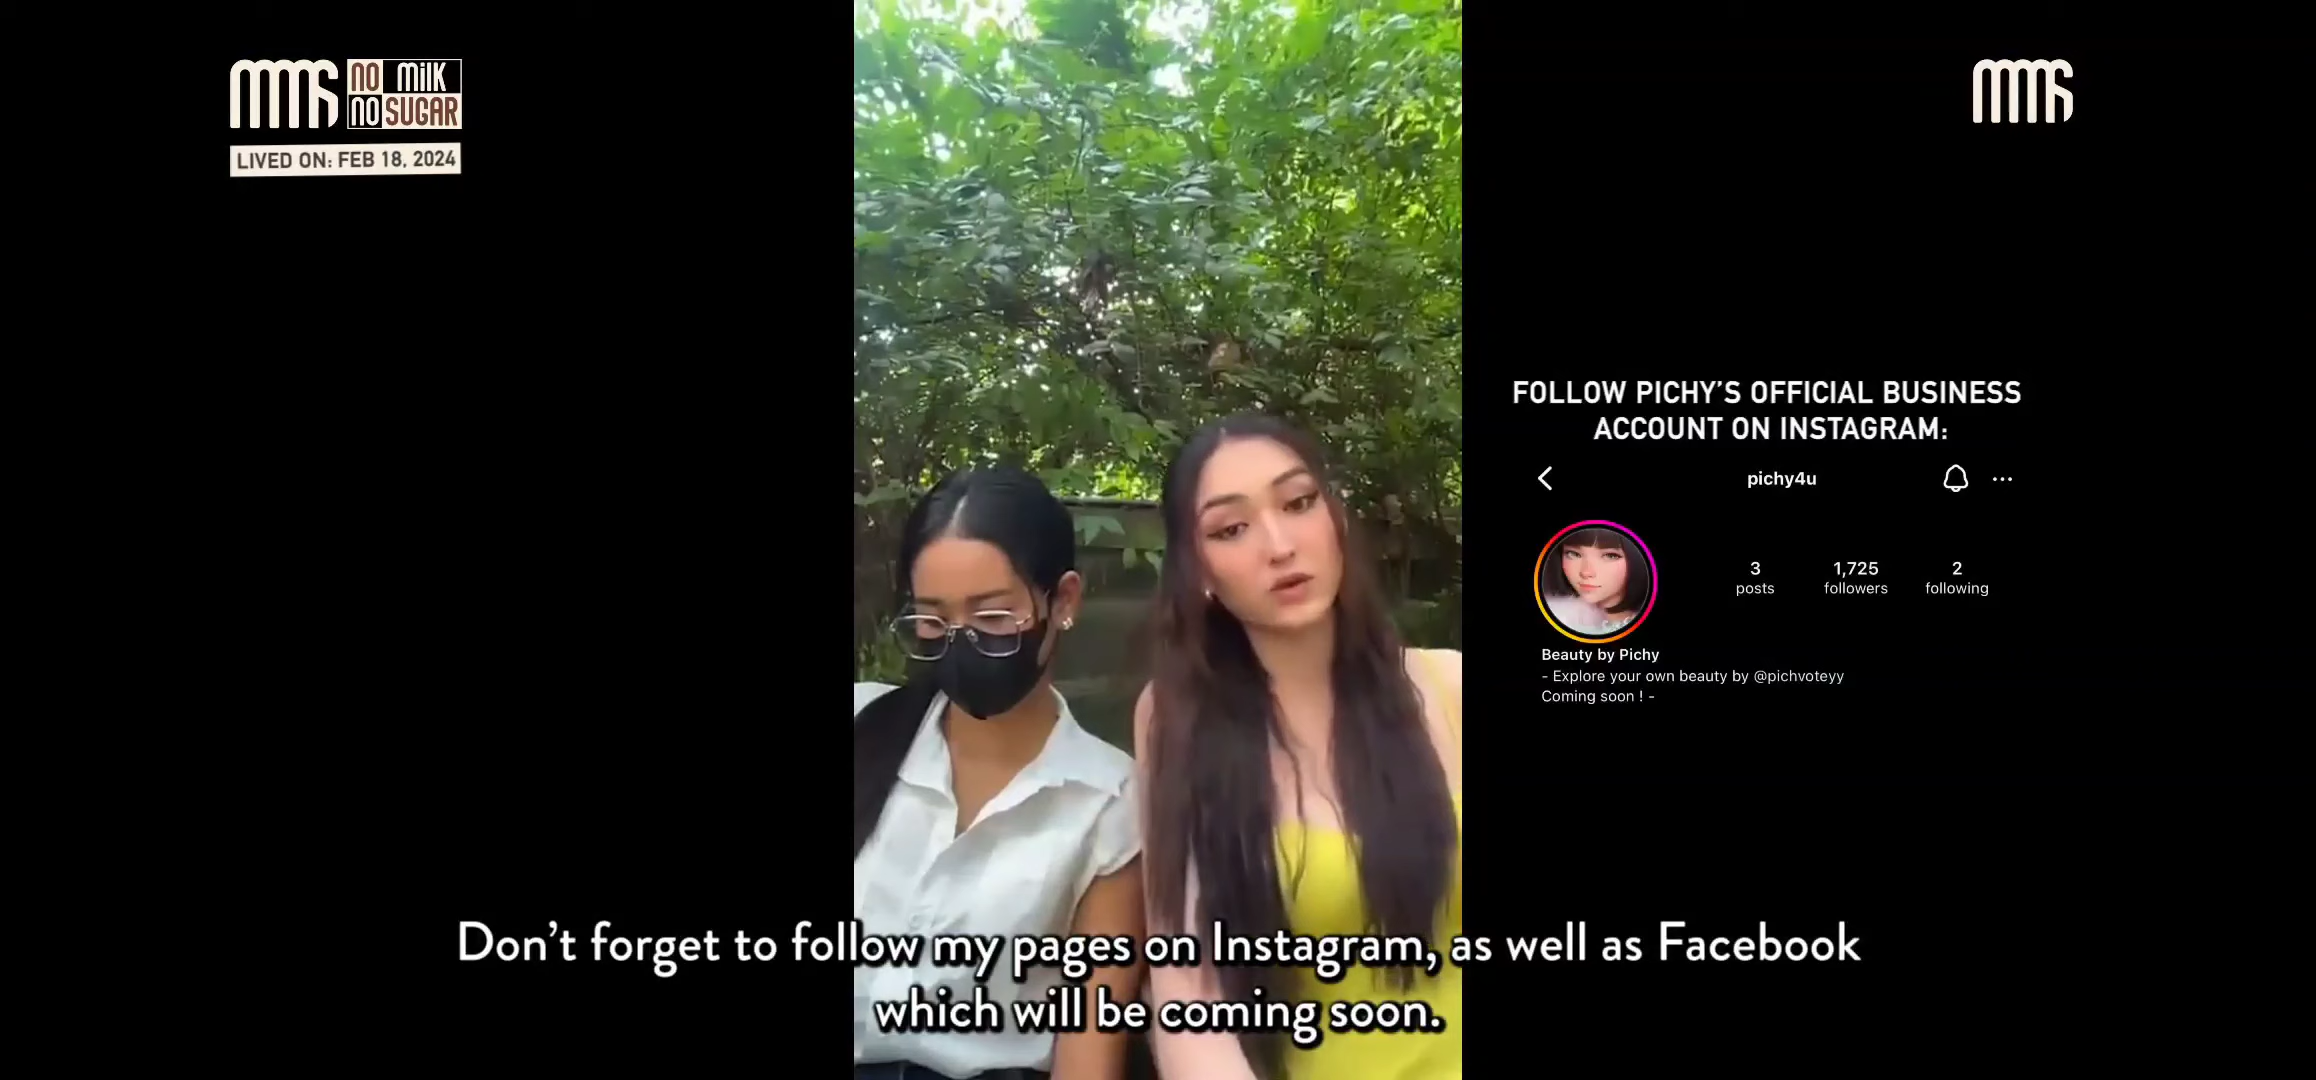 NO MilK
NO SUGAR
LIVED ON: FEB 18, 2024
FOLLOW PICHY'S OFFICIAL BUSINESS
ACCOUNT ON INSTAGRAM:
pichy4u
3 1,725 2
posts followers following
Beauty by Pichy
- Explore your own beauty by @pichvoteyy
Coming soon ! -
Don't forget to follow my pages on Instagram, as well as Facebook
which will be coming soon.